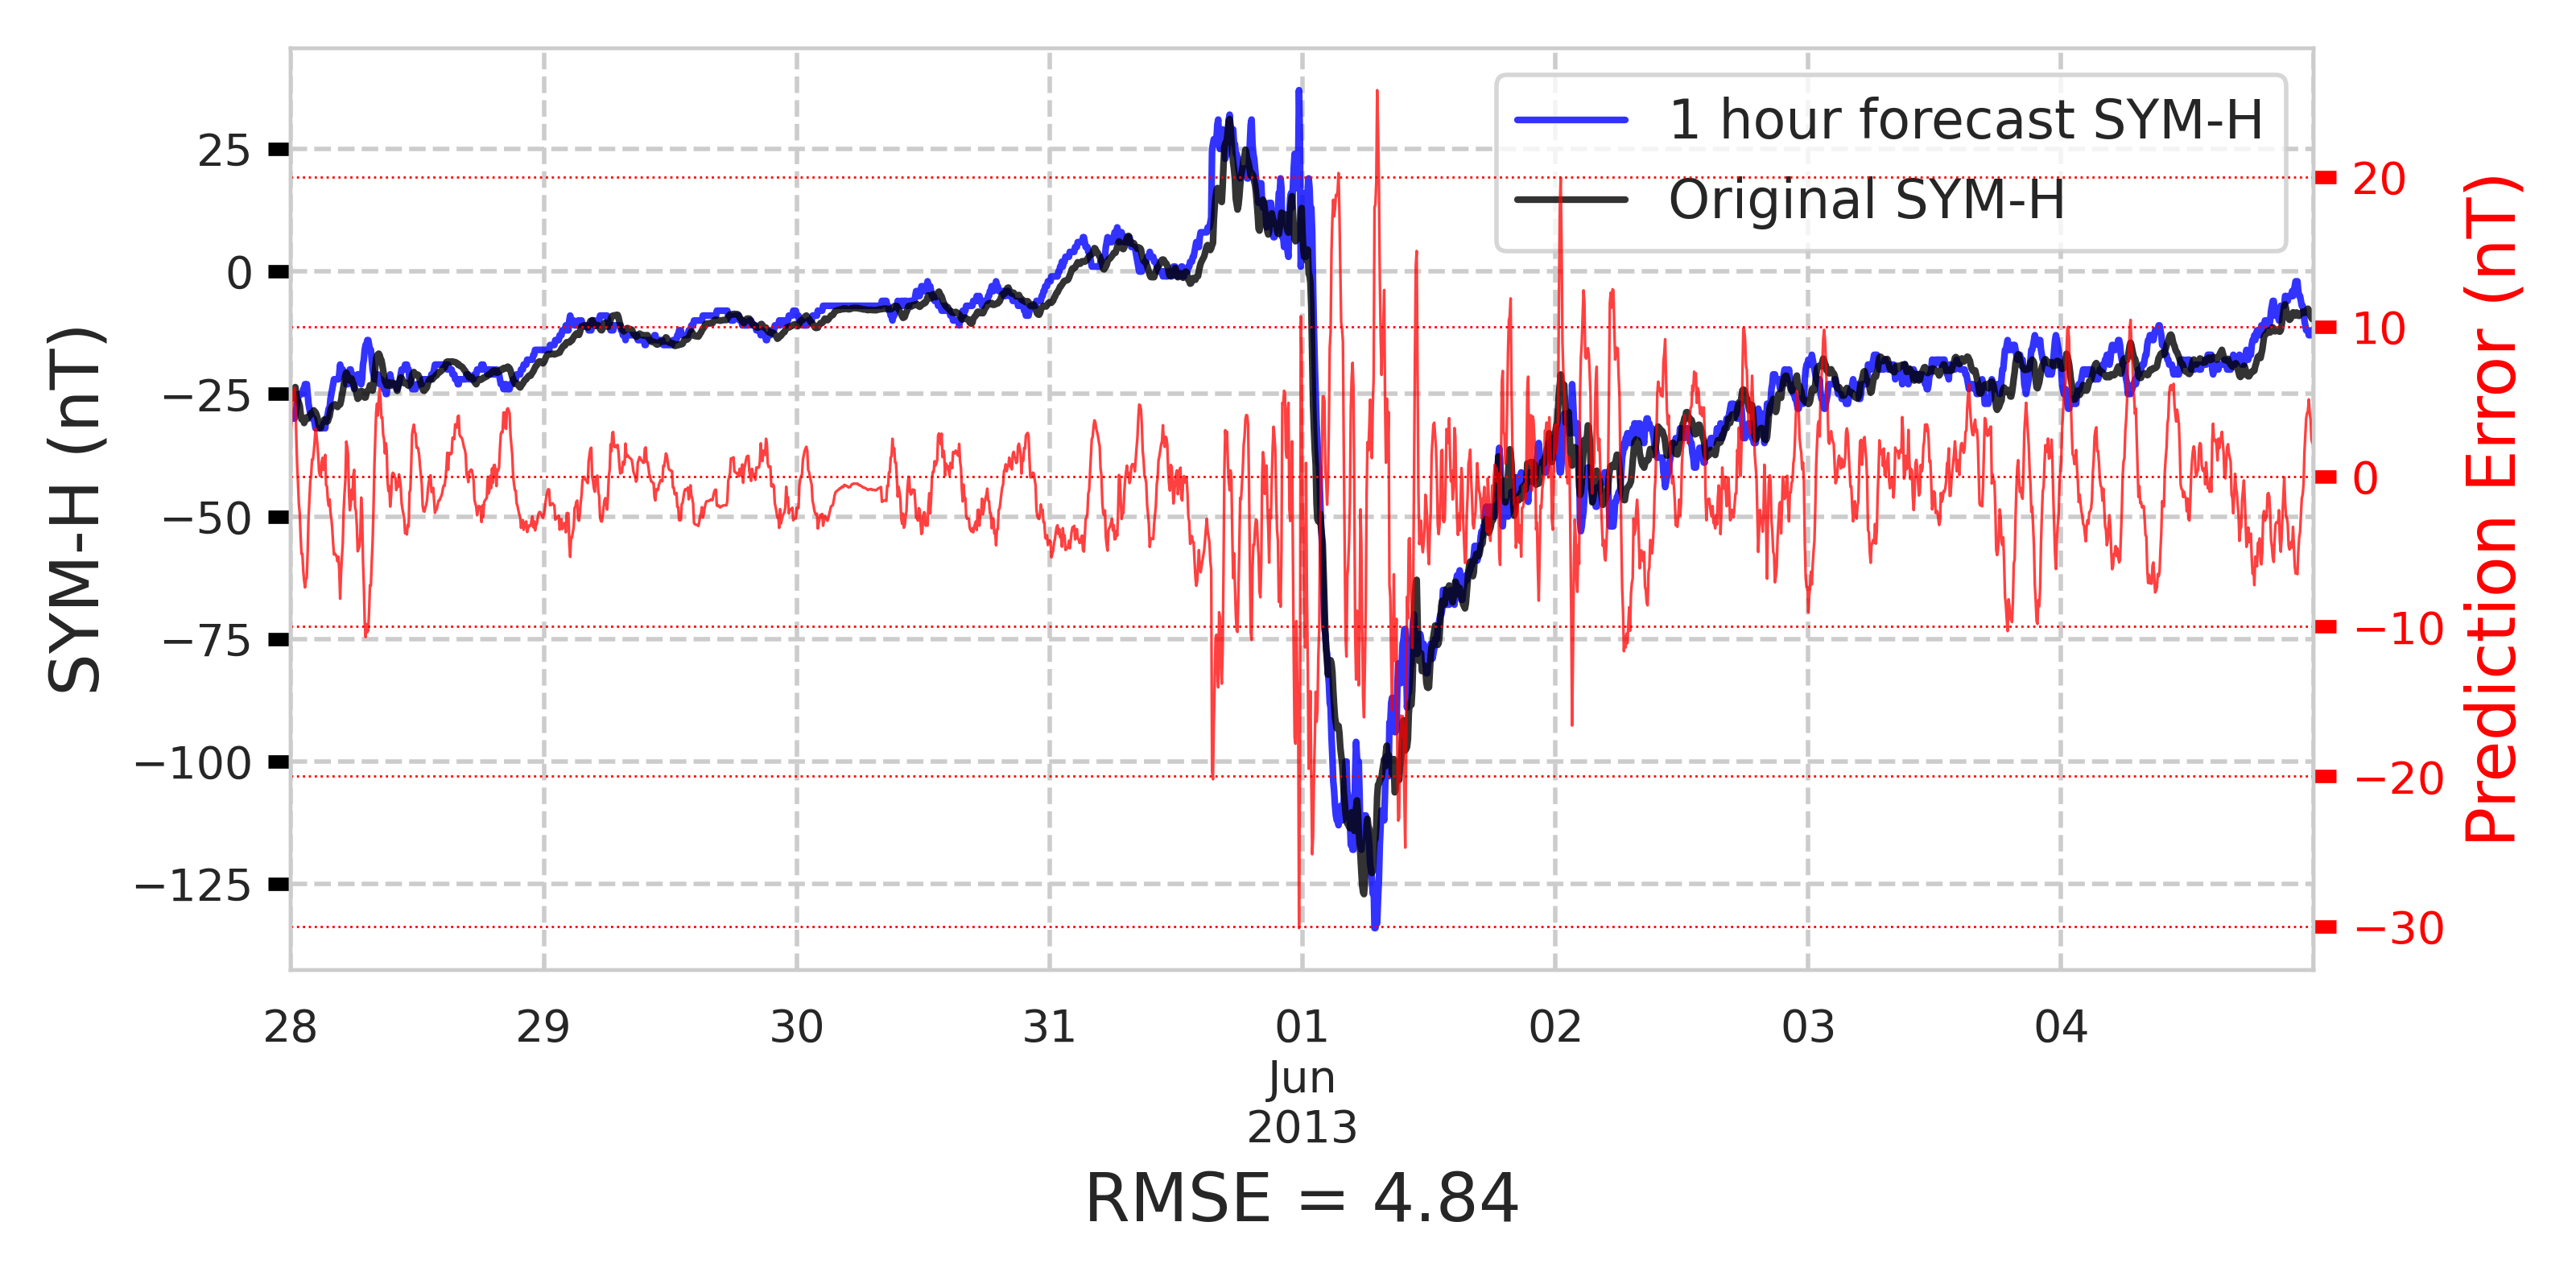 SYM-H (nT)
25
0
−25
−50
−75
−100
−125
1 hour forecast SYM-H
Original SYM-H
20
10
0
−10
−20
−30
Prediction Error (nT)
28 29 30 31 01 02 03 04
Jun
2013
RMSE = 4.84